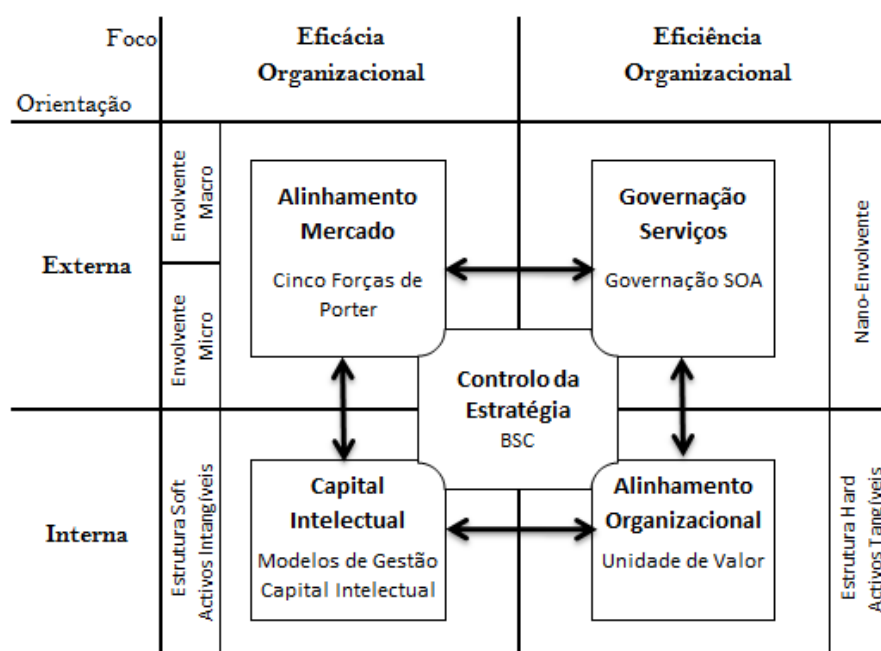 Foco
Eficácia
Organizacional
Eficiência
Organizacional
Orientação
Externa
Envolvente
Macro
Envolvente
Micro
Alinhamento
Mercado
Cinco Forças de
Porter
Governação
Serviços
Governação SOA
Nano-Envolvente
Controlo da
Estratégia
BSC
Interna
Estrutura Soft
Activos Intangíveis
Capital
Intelectual
Modelos de Gestão
Capital Intelectual
Alinhamento
Organizacional
Unidade de Valor
Estrutura Hard
Activos Tangíveis